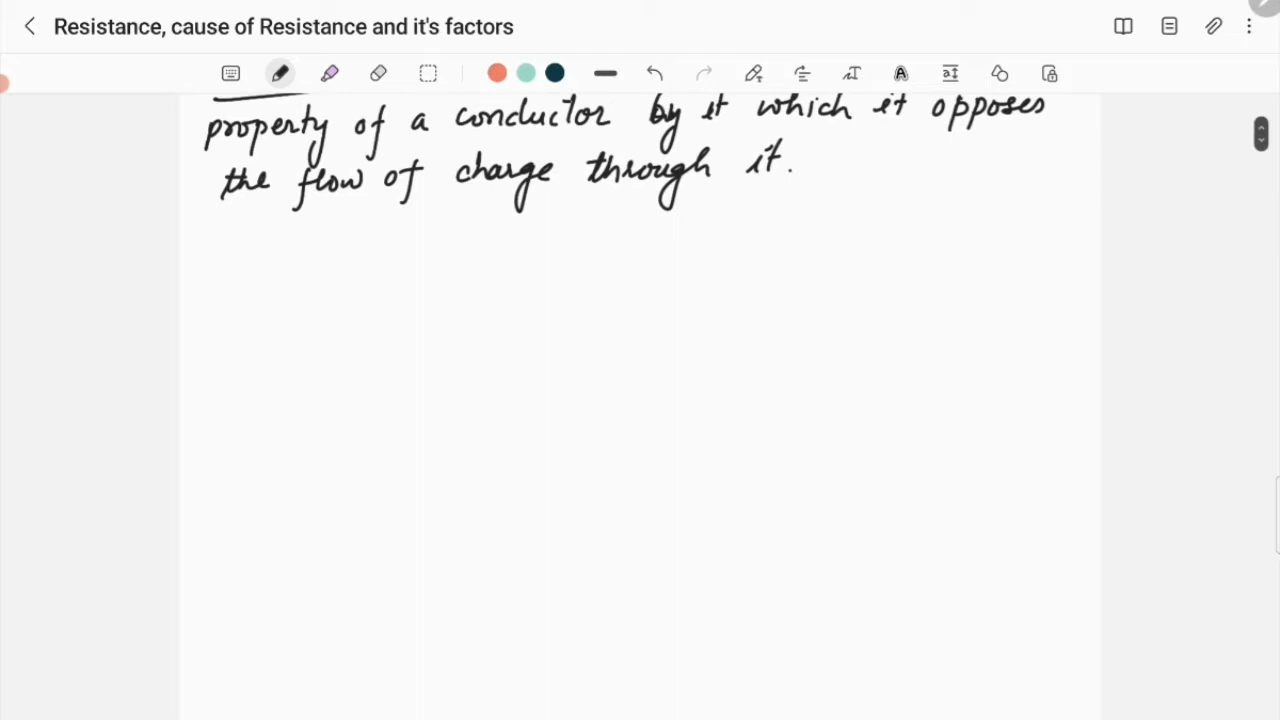 Resistance, cause of Resistance and it's factors
property of a conductor by it which it opposes
the flow of charge through it.